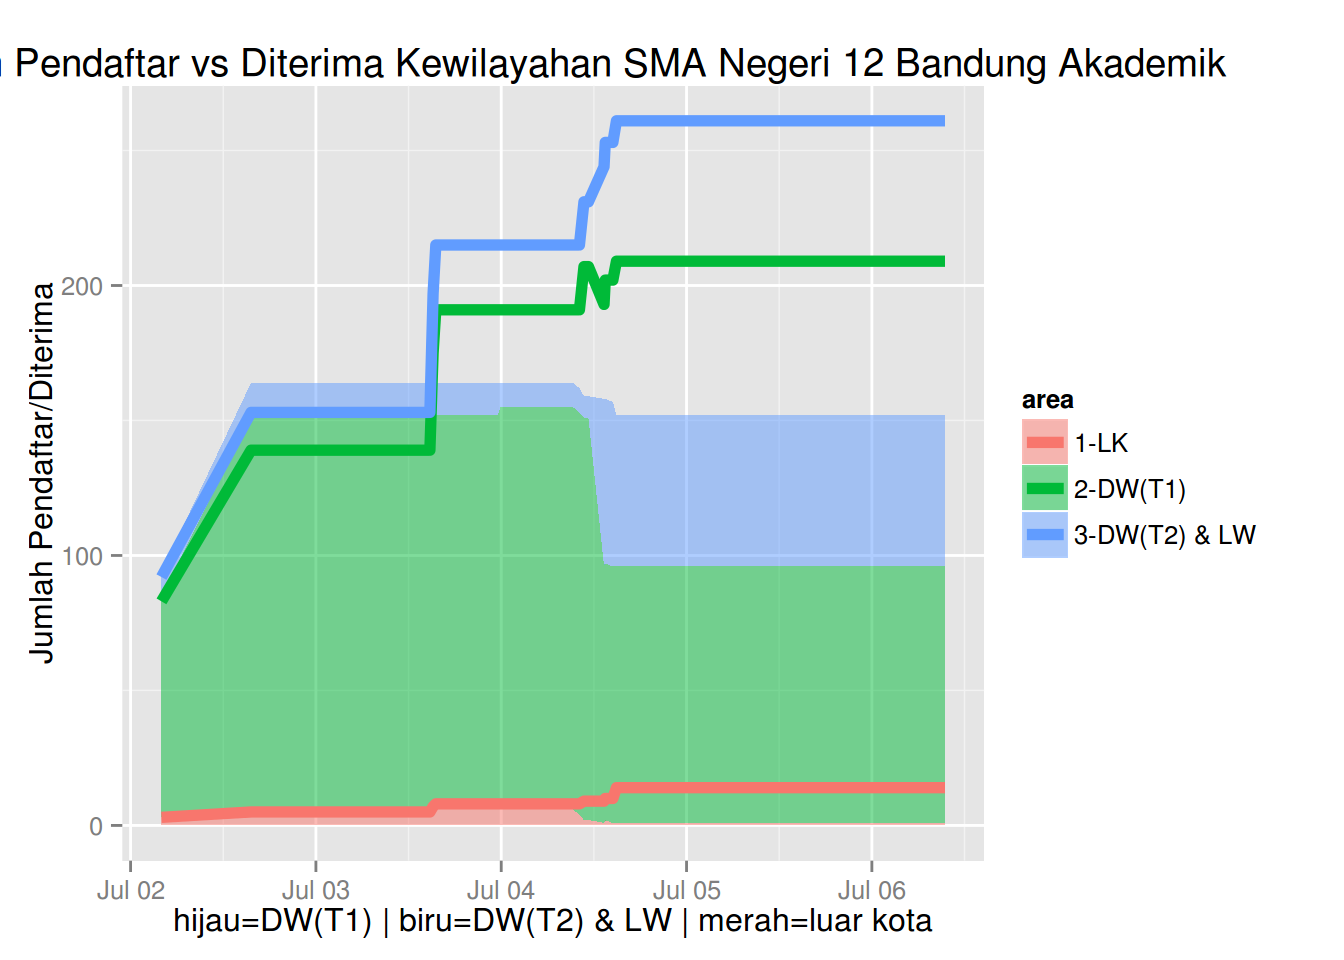 Pendaftar vs Diterima Kewilayahan SMA Negeri 12 Bandung Akademik
Jumlah Pendaftar/Diterima
200
100
0
Jul 02
Jul 03
Jul 04
Jul 05
Jul 06
hijau=DW(T1) | biru=DW(T2) & LW | merah=luar kota
area
1-LK
2-DW(T1)
3-DW(T2) & LW